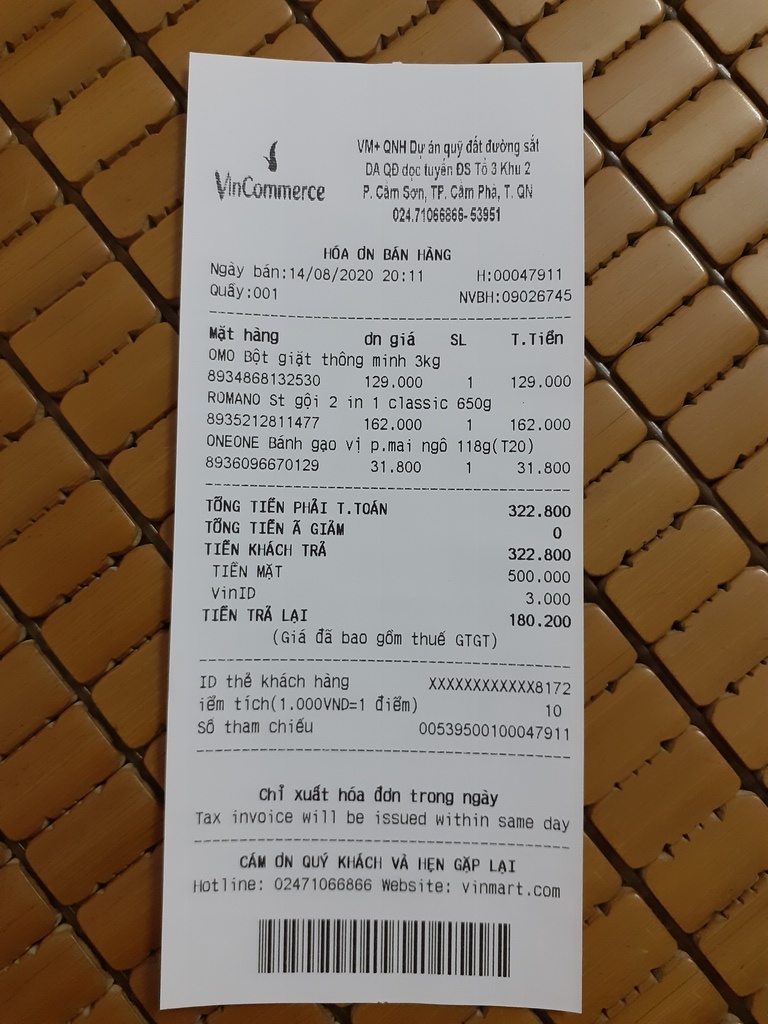 VinCommerce
VM+ QNH Dự án quỹ đất đường sắt
DA QĐ dọc tuyến ĐS Tổ 3 Khu 2
P. Cẩm Sơn, TP. Cẩm Phả, T. QN
024.71066866-53951
HÓA ƠN BÁN HÀNG
Ngày bán:14/08/2020 20:11 H:00047911
Quầy:001 NVBH:09026745
Mặt hàng ơn giá SL T.Tiền
OMO Bột giặt thông minh 3kg
8934868132530 129.000 1 129.000
ROMANO St gội 2 in 1 classic 650g
8935212811477 162.000 1 162.000
ONEONE Bánh gạo vị p.mai ngô 118g(T20)
8936096670129 31.800 1 31.800
TỔNG TIỀN PHẢI T.TOÁN 322.800
TỔNG TIỀN Ã GIẢM 0
TIỀN KHÁCH TRẢ 322.800
TIỀN MẶT 500.000
VinID 3.000
TIỀN TRẢ LẠI 180.200
(Giá đã bao gồm thuế GTGT)
ID thẻ khách hàng XXXXXXXXXXXX8172
iểm tích(1.000VND=1 điểm) 10
Số tham chiếu 00539500100047911
Chỉ xuất hóa đơn trong ngày
Tax invoice will be issued within same day
CÁM ƠN QUÝ KHÁCH VÀ HẸN GẶP LẠI
Hotline: 02471066866 Website: vinmart.com